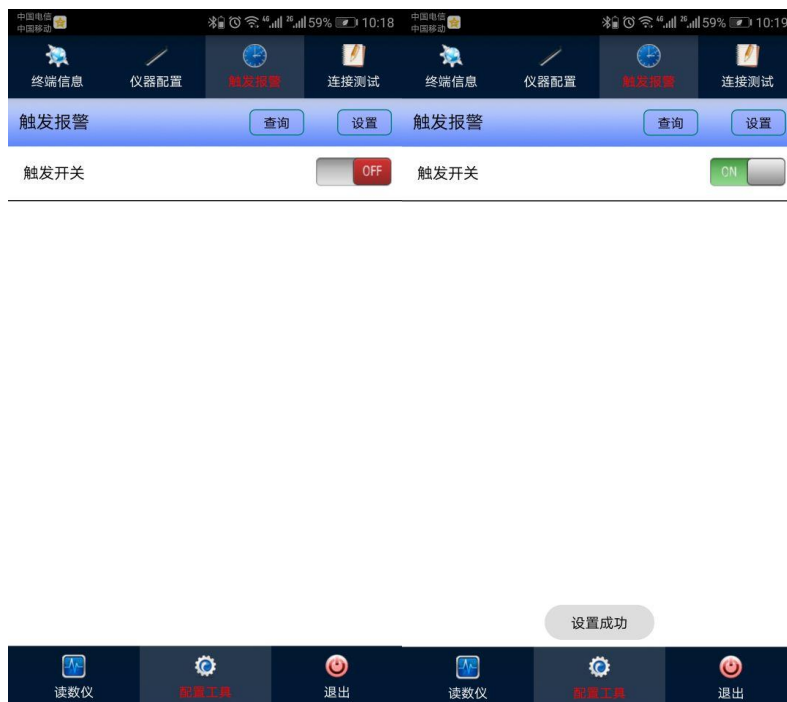 中国电信
中国移动
46 26 59% 10:18
终端信息 仪器配置 触发报警 连接测试
触发报警 查询 设置
触发开关 OFF
读数仪 配置工具 退出
中国电信
中国移动
46 26 59% 10:19
终端信息 仪器配置 触发报警 连接测试
触发报警 查询 设置
触发开关 ON
设置成功
读数仪 配置工具 退出